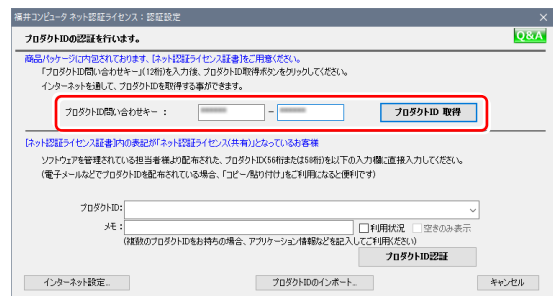 福井コンピュータ ネット認証ライセンス：認証設定
プロダクトIDの認証を行います。
Q&A
商品パッケージに内包されております、[ネット認証ライセンス証書]をご用意ください。
「プロダクトID問い合わせキー」(12桁)を入力後、プロダクトID取得ボタンをクリックしてください。
インターネットを通して、プロダクトIDを取得する事ができます。
プロダクトID問い合わせキー ：
-
プロダクトID 取得
[ネット認証ライセンス証書]内の表記が「ネット認証ライセンス(共有)」となっているお客様
ソフトウェアを管理されている担当者様より配布された、プロダクトID(56桁または58桁)を以下の入力欄に直接入力してください。
(電子メールなどでプロダクトIDを配布されている場合、「コピー/貼り付け」をご利用になると便利です)
プロダクトID:
メモ：
利用状況
空きのみ表示
(複数のプロダクトIDをお持ちの場合、アプリケーション情報などを記入してご利用ください)
プロダクトID認証
インターネット設定...
プロダクトIDのインポート...
キャンセル